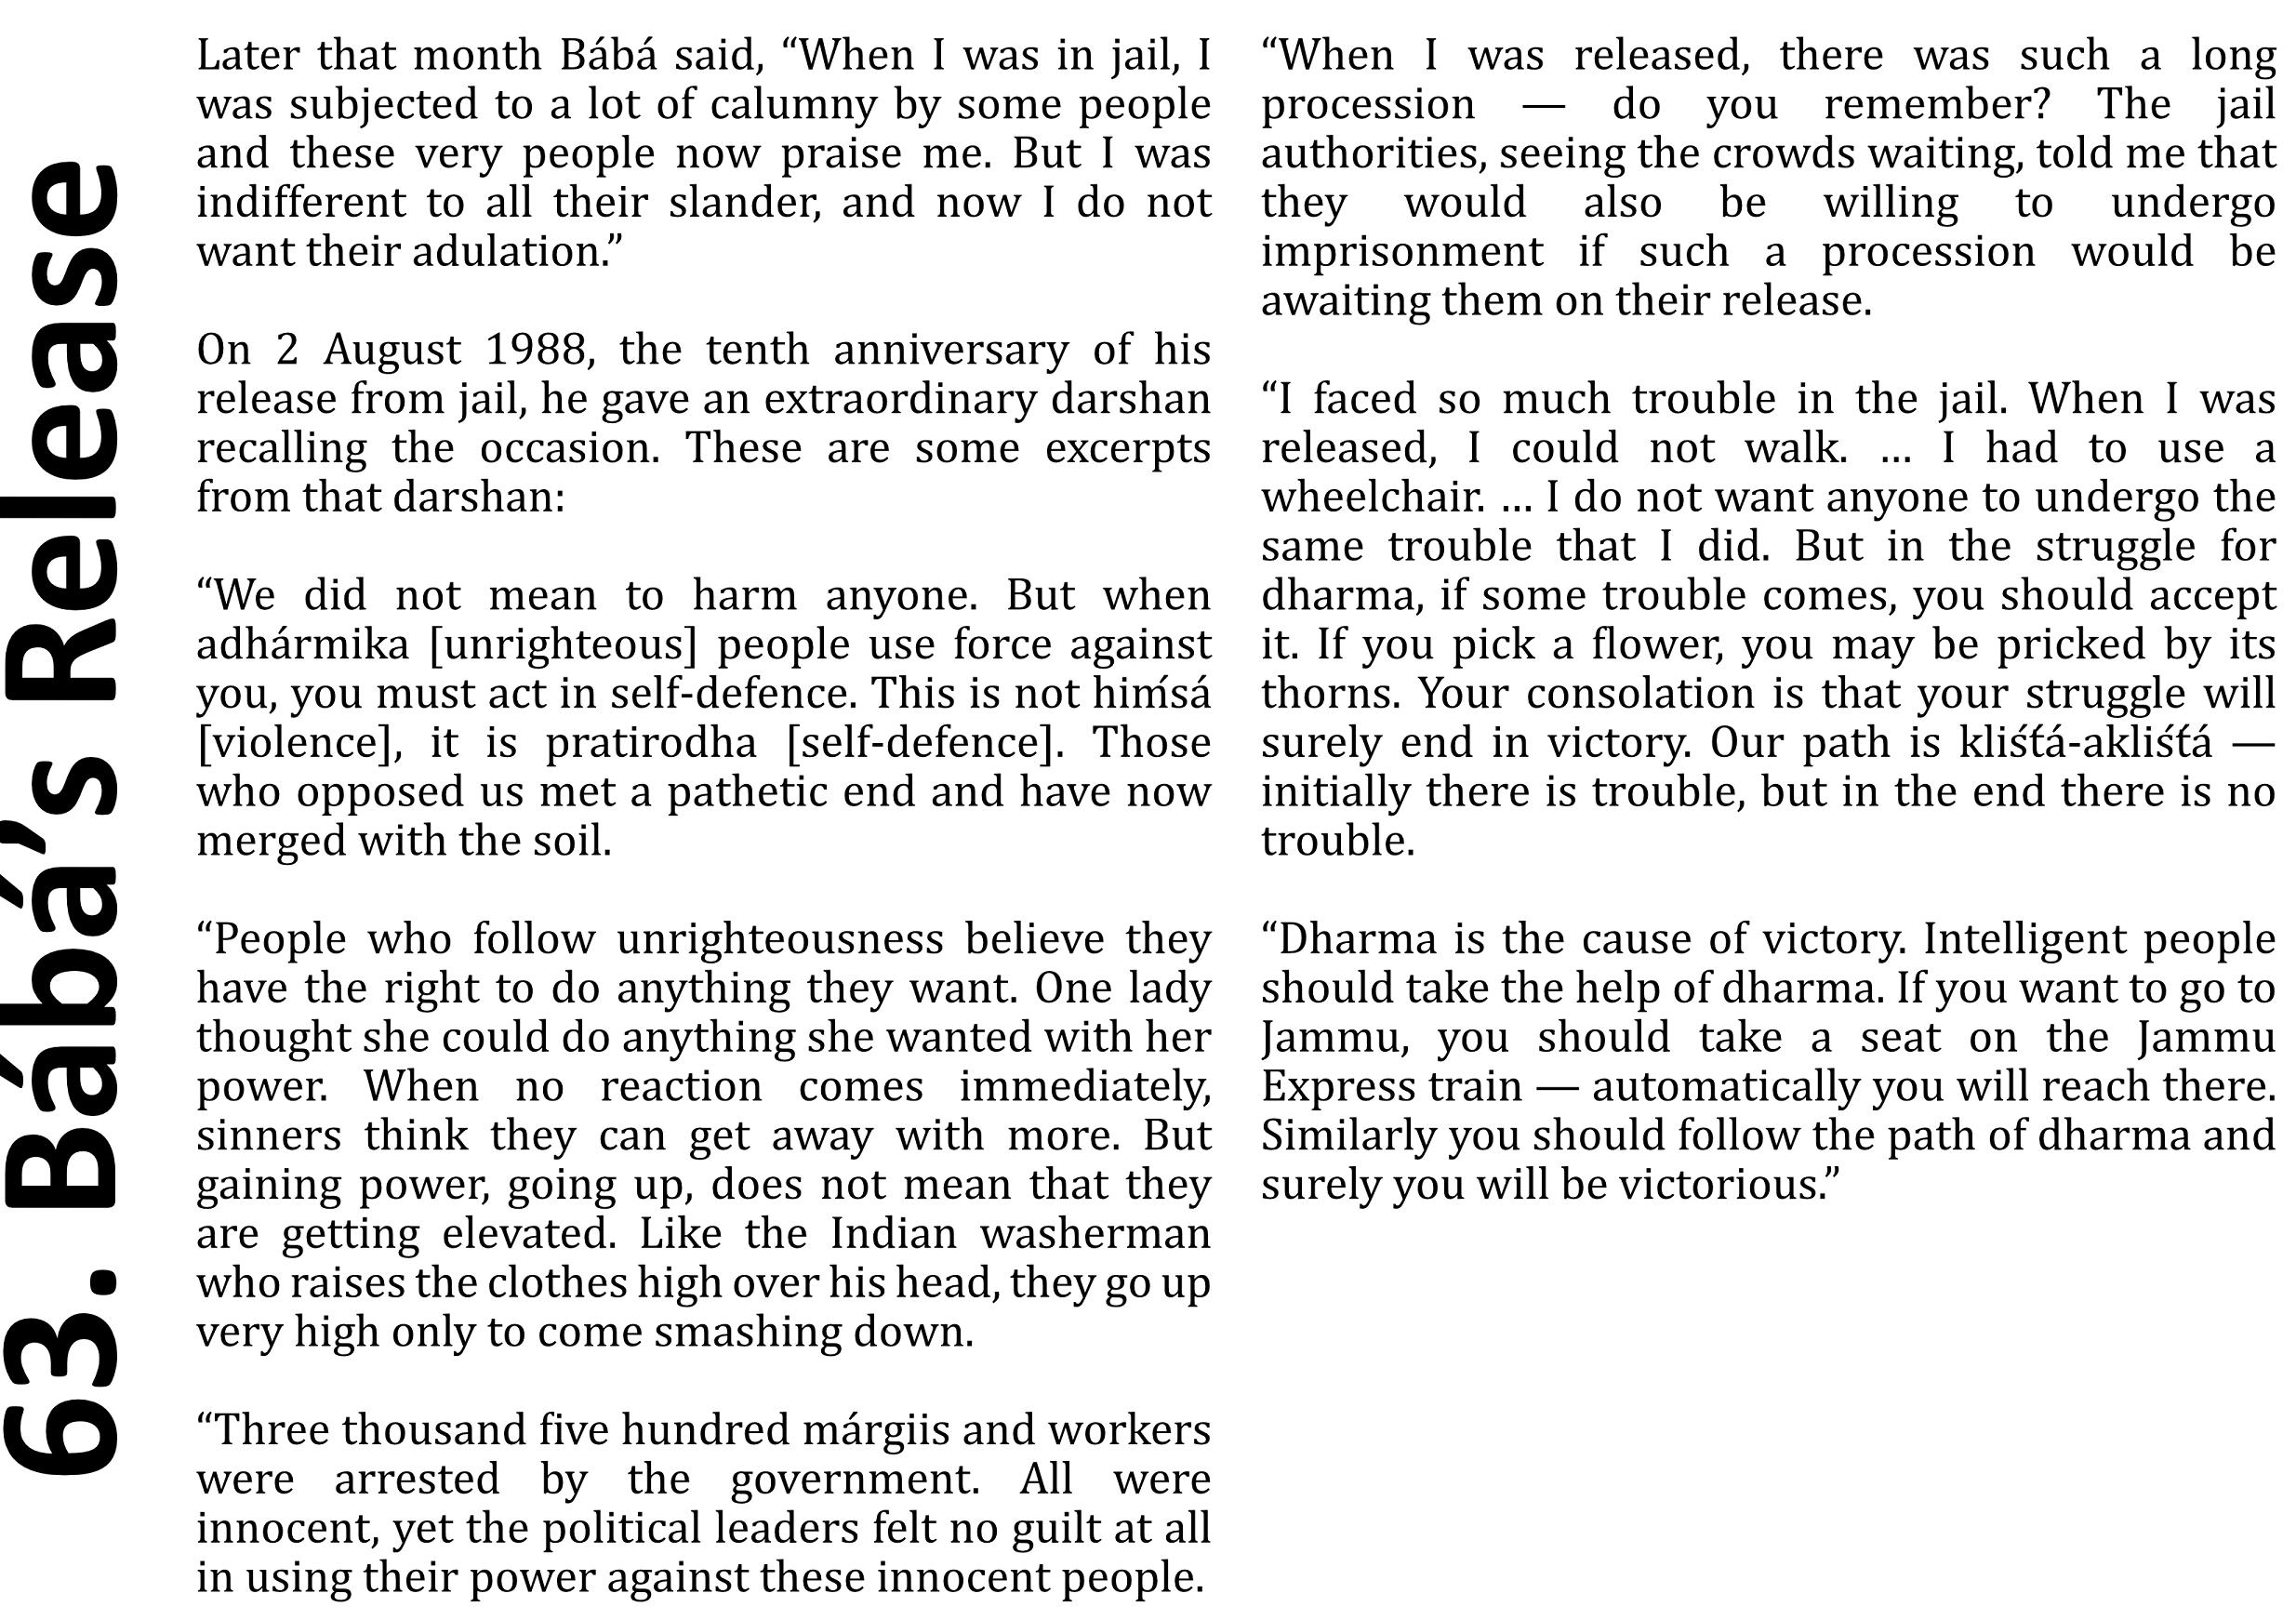 63. Bábá’s Release
Later that month Bábá said, “When I was in jail, I
was subjected to a lot of calumny by some people
and these very people now praise me. But I was
indifferent to all their slander, and now I do not
want their adulation.”
On 2 August 1988, the tenth anniversary of his
release from jail, he gave an extraordinary darshan
recalling the occasion. These are some excerpts
from that darshan:
“We did not mean to harm anyone. But when
adhármika [unrighteous] people use force against
you, you must act in self-defence. This is not hiḿsá
[violence], it is pratirodha [self-defence]. Those
who opposed us met a pathetic end and have now
merged with the soil.
“People who follow unrighteousness believe they
have the right to do anything they want. One lady
thought she could do anything she wanted with her
power. When no reaction comes immediately,
sinners think they can get away with more. But
gaining power, going up, does not mean that they
are getting elevated. Like the Indian washerman
who raises the clothes high over his head, they go up
very high only to come smashing down.
“Three thousand five hundred márgiis and workers
were arrested by the government. All were
innocent, yet the political leaders felt no guilt at all
in using their power against these innocent people.
“When I was released, there was such a long
procession — do you remember? The jail
authorities, seeing the crowds waiting, told me that
they would also be willing to undergo
imprisonment if such a procession would be
awaiting them on their release.
“I faced so much trouble in the jail. When I was
released, I could not walk. … I had to use a
wheelchair. … I do not want anyone to undergo the
same trouble that I did. But in the struggle for
dharma, if some trouble comes, you should accept
it. If you pick a flower, you may be pricked by its
thorns. Your consolation is that your struggle will
surely end in victory. Our path is kliśt́á-akliśt́á —
initially there is trouble, but in the end there is no
trouble.
“Dharma is the cause of victory. Intelligent people
should take the help of dharma. If you want to go to
Jammu, you should take a seat on the Jammu
Express train — automatically you will reach there.
Similarly you should follow the path of dharma and
surely you will be victorious.”